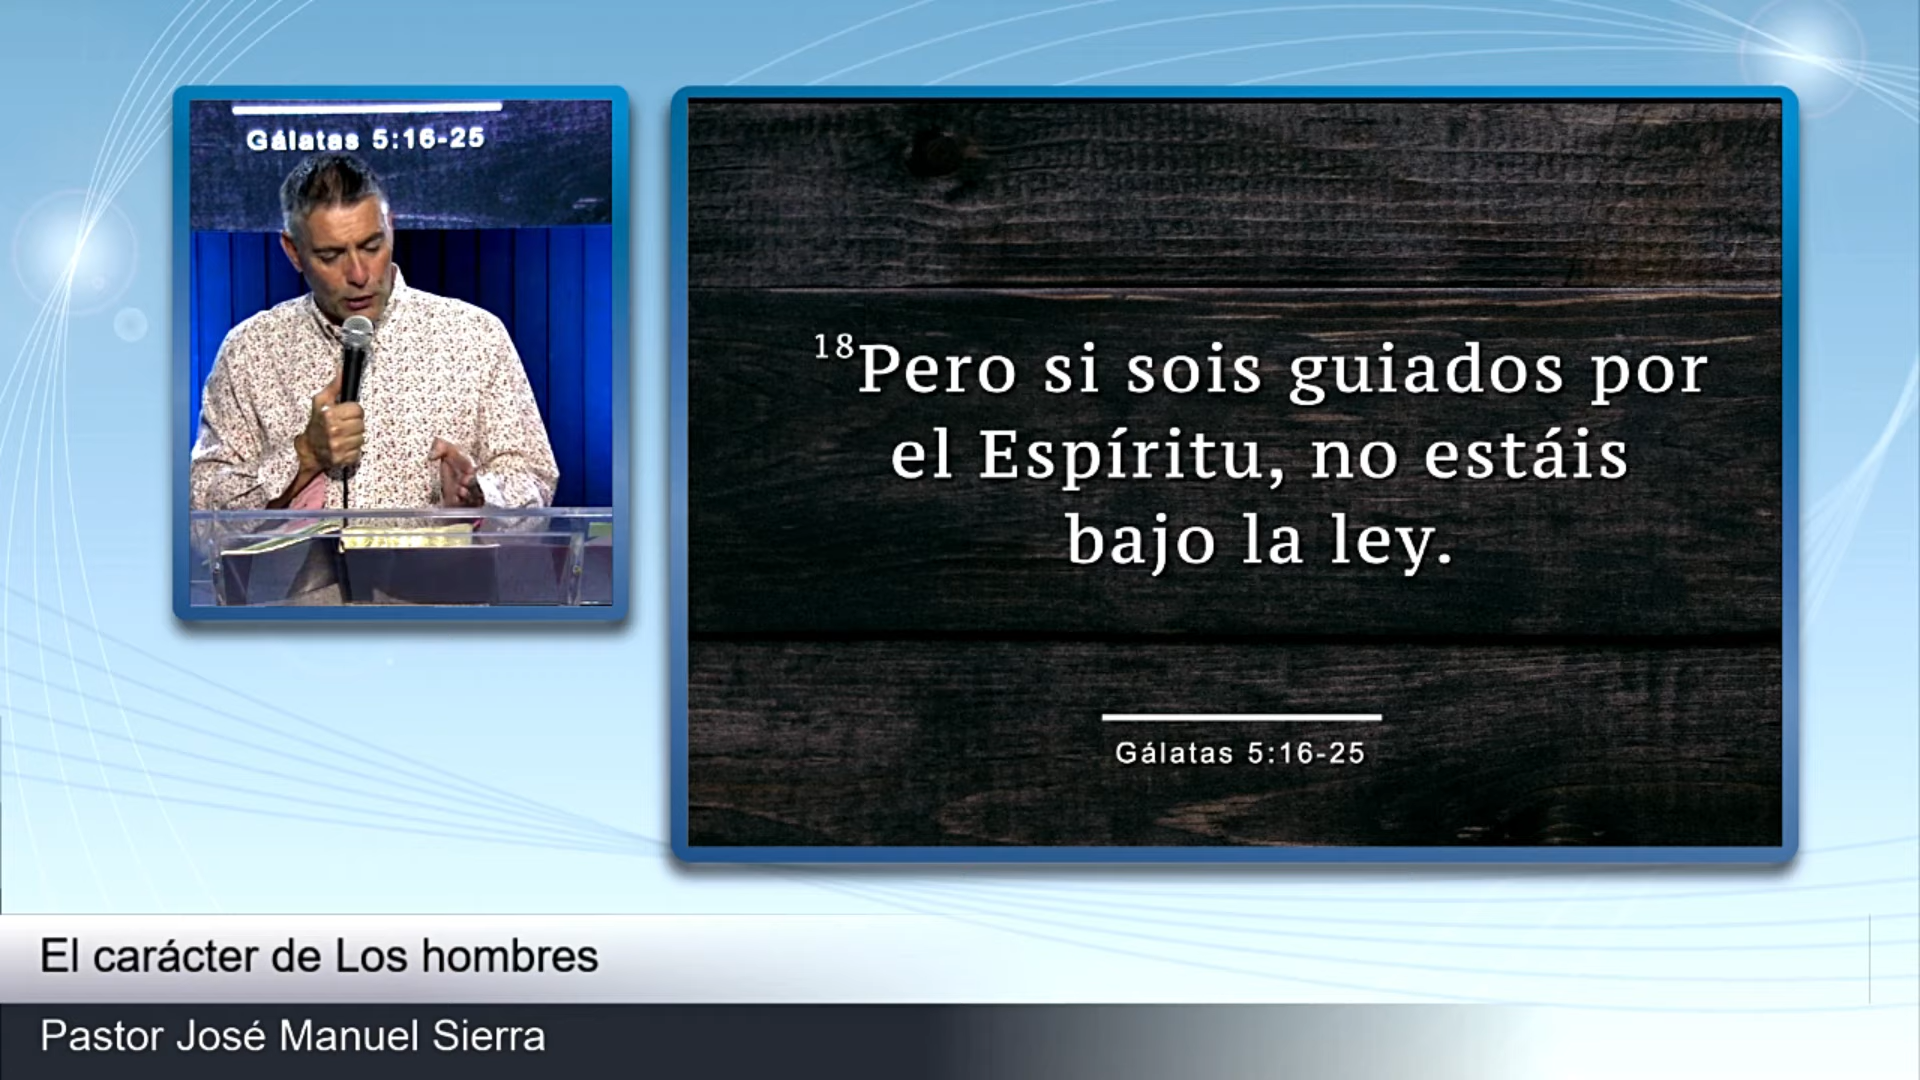 Gálatas 5:16-25
18Pero si sois guiados por
el Espíritu, no estáis
bajo la ley.
Gálatas 5:16-25
El carácter de Los hombres
Pastor José Manuel Sierra